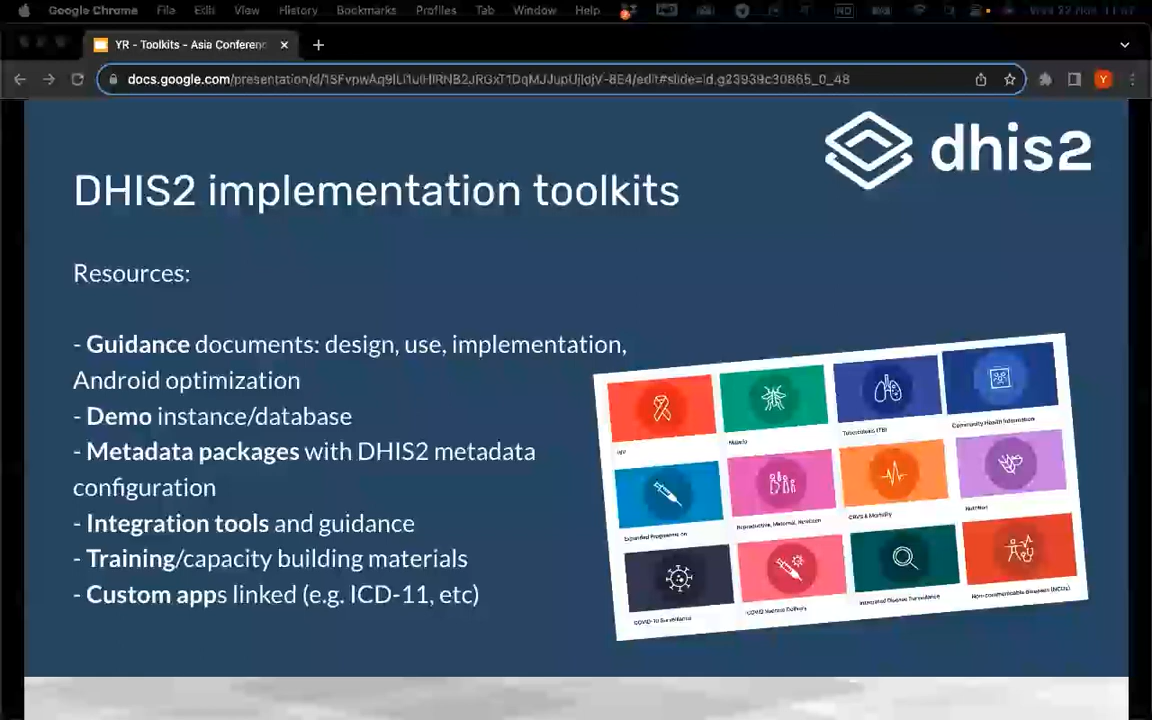 Google Chrome File Edit View History Bookmarks Profiles Tab Window Help
YR - Toolkits - Asia Conferenc
docs.google.com/presentation/d/
/edit#slide=id.g23939c30865_0_48
Y
dhis2
DHIS2 implementation toolkits
Resources:
- Guidance documents: design, use, implementation,
Android optimization
- Demo instance/database
- Metadata packages with DHIS2 metadata
configuration
- Integration tools and guidance
- Training/capacity building materials
- Custom apps linked (e.g. ICD-11, etc)
HIV
Malaria
Tuberculosis (TB)
Community Health Information
Expanded Programme on
Reproductive, Maternal, Newborn
CRVS & Mortality
Nutrition
COVID-19 Surveillance
COVID Vaccine Delivery
Integrated Disease Surveillance
Non-communicable Diseases (NCDs)